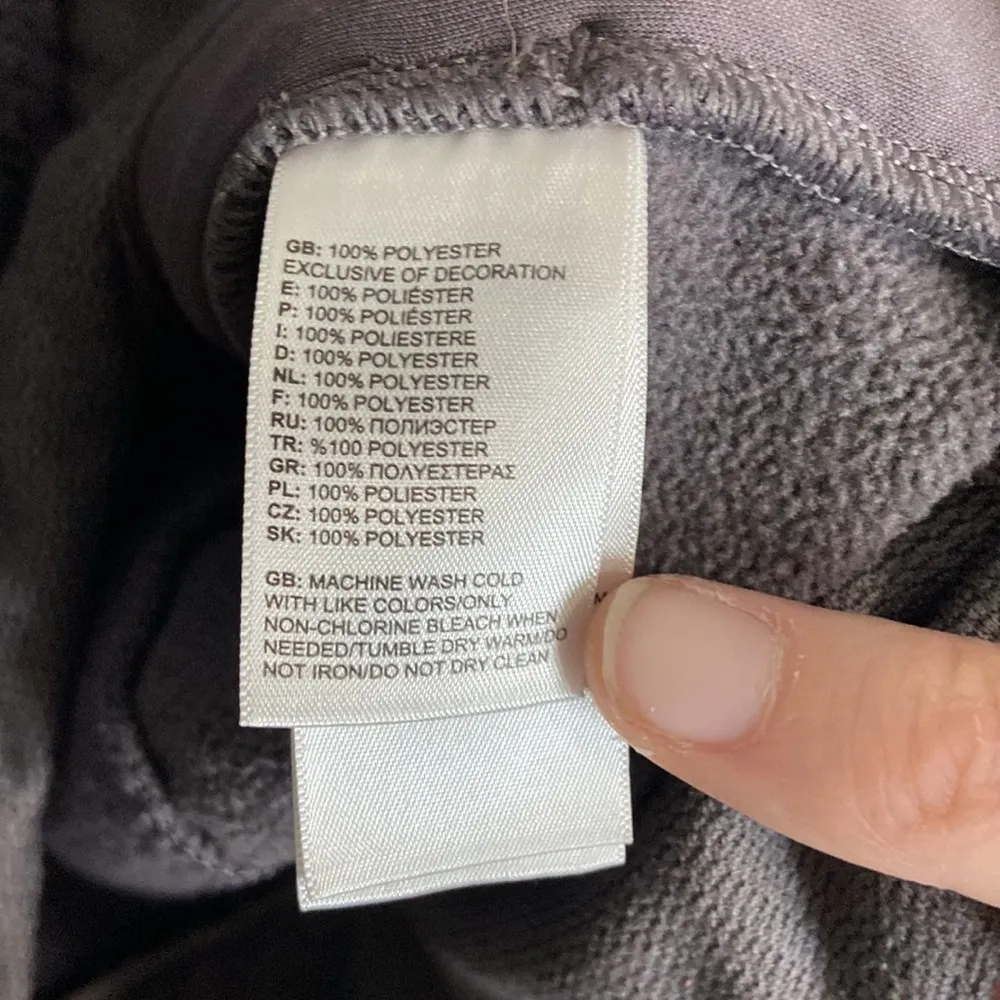 GB: 100% POLYESTER
EXCLUSIVE OF DECORATION
E: 100% POLIÉSTER
P: 100% POLIÉSTER
I: 100% POLIESTERE
D: 100% POLYESTER
NL: 100% POLYESTER
F: 100% POLYESTER
RU: 100% ПОЛИЭСТЕР
TR: %100 POLYESTER
GR: 100% ΠΟΛΥΕΣΤΕΡΑΣ
PL: 100% POLIESTER
CZ: 100% POLYESTER
SK: 100% POLYESTER
GB: MACHINE WASH COLD
WITH LIKE COLORS/ONLY
NON-CHLORINE BLEACH WHEN
NEEDED/TUMBLE DRY WARM/DO
NOT IRON/DO NOT DRY CLEAN